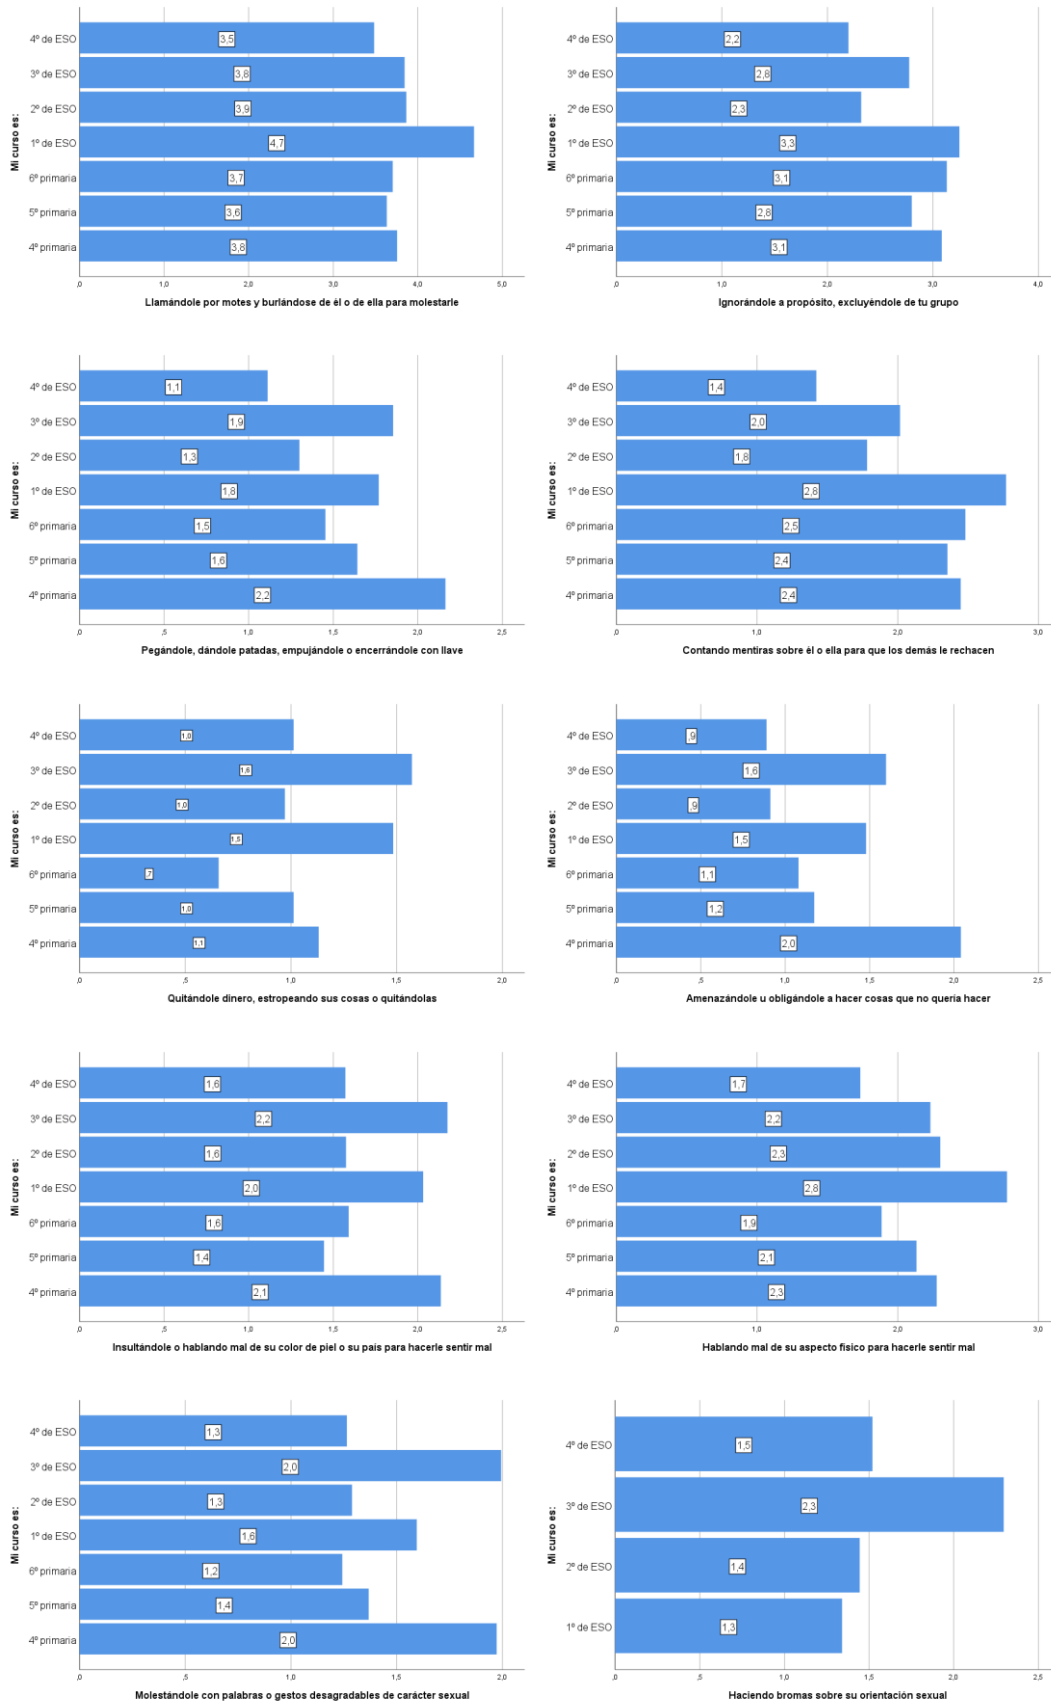 Mi curso es:
4º de ESO 3,5
3º de ESO 3,8
2º de ESO 3,9
1º de ESO 4,7
6º primaria 3,7
5º primaria 3,6
4º primaria 3,8
,0 1,0 2,0 3,0 4,0 5,0
Llamándole por motes y burlándose de él o de ella para molestarle
Mi curso es:
4º de ESO 2,2
3º de ESO 2,8
2º de ESO 2,3
1º de ESO 3,3
6º primaria 3,1
5º primaria 2,8
4º primaria 3,1
,0 1,0 2,0 3,0 4,0
Ignorándole a propósito, excluyéndole de tu grupo
Mi curso es:
4º de ESO 1,1
3º de ESO 1,9
2º de ESO 1,3
1º de ESO 1,8
6º primaria 1,5
5º primaria 1,6
4º primaria 2,2
,0 ,5 1,0 1,5 2,0 2,5
Pegándole, dándole patadas, empujándole o encerrándole con llave
Mi curso es:
4º de ESO 1,4
3º de ESO 2,0
2º de ESO 1,8
1º de ESO 2,8
6º primaria 2,5
5º primaria 2,4
4º primaria 2,4
,0 1,0 2,0 3,0
Contando mentiras sobre él o ella para que los demás le rechacen
Mi curso es:
4º de ESO 1,0
3º de ESO 1,6
2º de ESO 1,0
1º de ESO 1,5
6º primaria ,7
5º primaria 1,0
4º primaria 1,1
,0 ,5 1,0 1,5 2,0
Quitándole dinero, estropeando sus cosas o quitándolas
Mi curso es:
4º de ESO ,9
3º de ESO 1,6
2º de ESO ,9
1º de ESO 1,5
6º primaria 1,1
5º primaria 1,2
4º primaria 2,0
,0 ,5 1,0 1,5 2,0 2,5
Amenazándole u obligándole a hacer cosas que no quería hacer
Mi curso es:
4º de ESO 1,6
3º de ESO 2,2
2º de ESO 1,6
1º de ESO 2,0
6º primaria 1,6
5º primaria 1,4
4º primaria 2,1
,0 ,5 1,0 1,5 2,0 2,5
Insultándole o hablando mal de su color de piel o su país para hacerle sentir mal
Mi curso es:
4º de ESO 1,7
3º de ESO 2,2
2º de ESO 2,3
1º de ESO 2,8
6º primaria 1,9
5º primaria 2,1
4º primaria 2,3
,0 1,0 2,0 3,0
Hablando mal de su aspecto físico para hacerle sentir mal
Mi curso es:
4º de ESO 1,3
3º de ESO 2,0
2º de ESO 1,3
1º de ESO 1,6
6º primaria 1,2
5º primaria 1,4
4º primaria 2,0
,0 ,5 1,0 1,5 2,0
Molestándole con palabras o gestos desagradables de carácter sexual
Mi curso es:
4º de ESO 1,5
3º de ESO 2,3
2º de ESO 1,4
1º de ESO 1,3
,0 ,5 1,0 1,5 2,0 2,5
Haciendo bromas sobre su orientación sexual